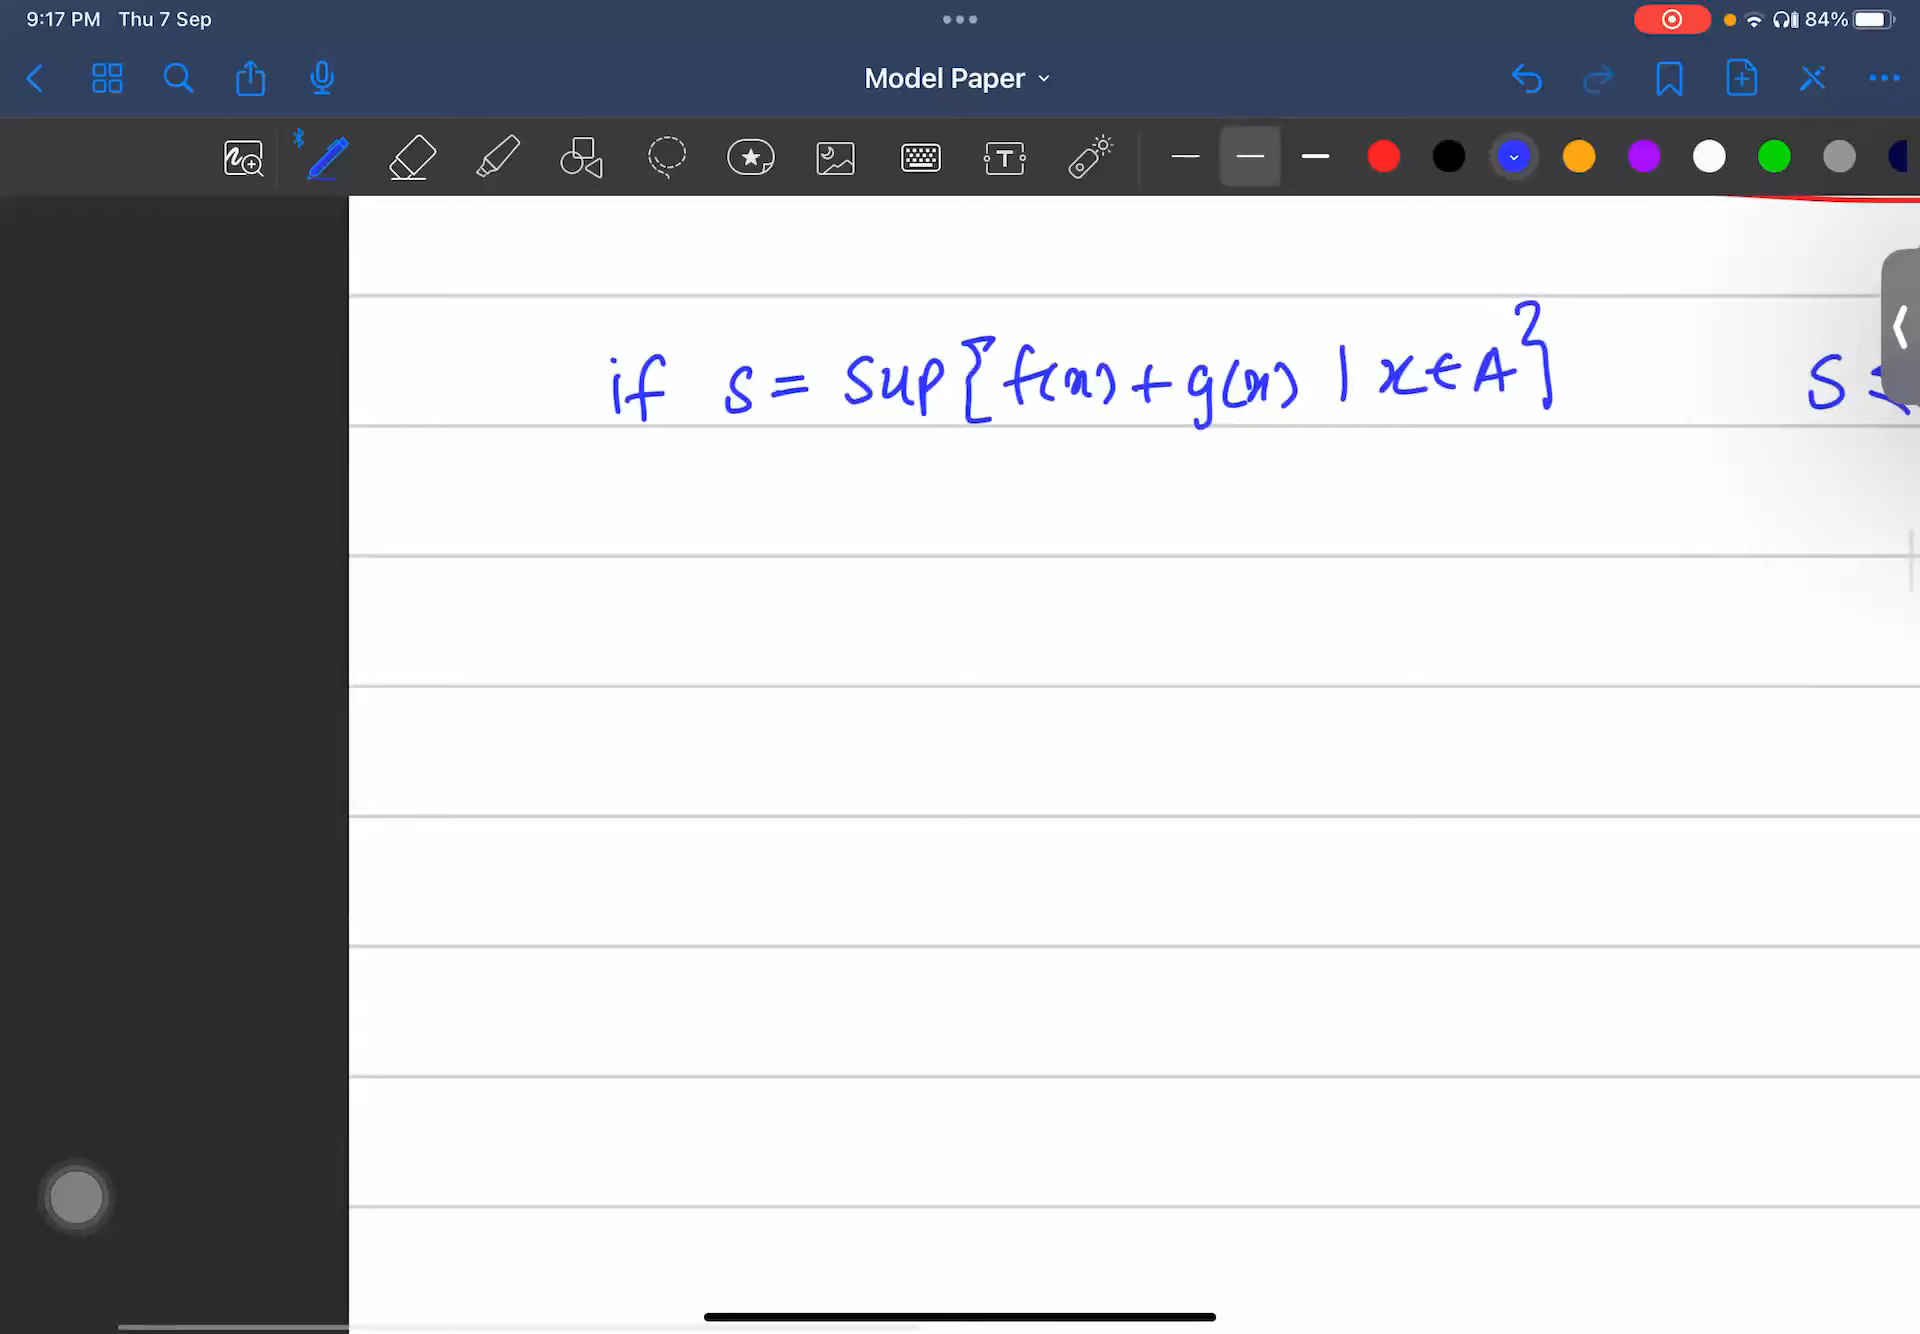 9:17 PM Thu 7 Sep
84%
Model Paper
T
if s = sup{f(x) + g(x) | x ∈ A} S ≤